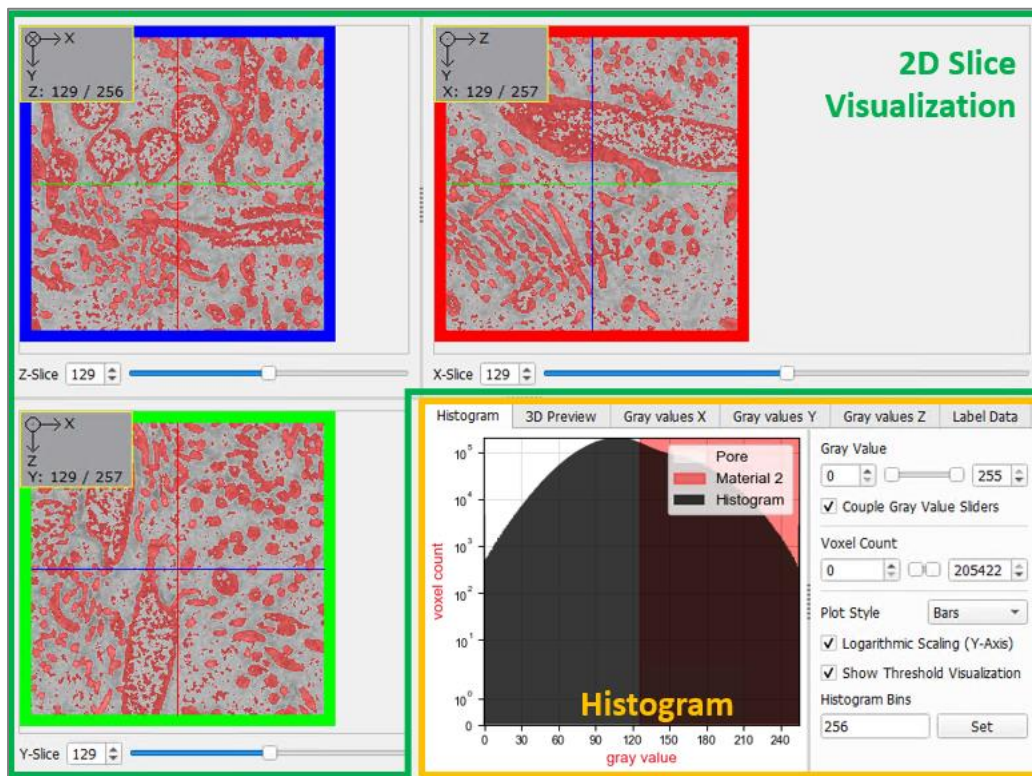 X
Y
Z: 129 / 256
Z-Slice 129
Z
Y
X: 129 / 257
2D Slice
Visualization
X-Slice 129
X
Z
Y: 129 / 257
Y-Slice 129
Histogram 3D Preview Gray values X Gray values Y Gray values Z Label Data
voxel count
10⁵
10⁴
10³
10²
10¹
10⁰
0
Pore
Material 2
Histogram
Histogram
0 30 60 90 120 150 180 210 240
gray value
Gray Value
0 255
Couple Gray Value Sliders
Voxel Count
0 205422
Plot Style Bars
Logarithmic Scaling (Y-Axis)
Show Threshold Visualization
Histogram Bins
256 Set